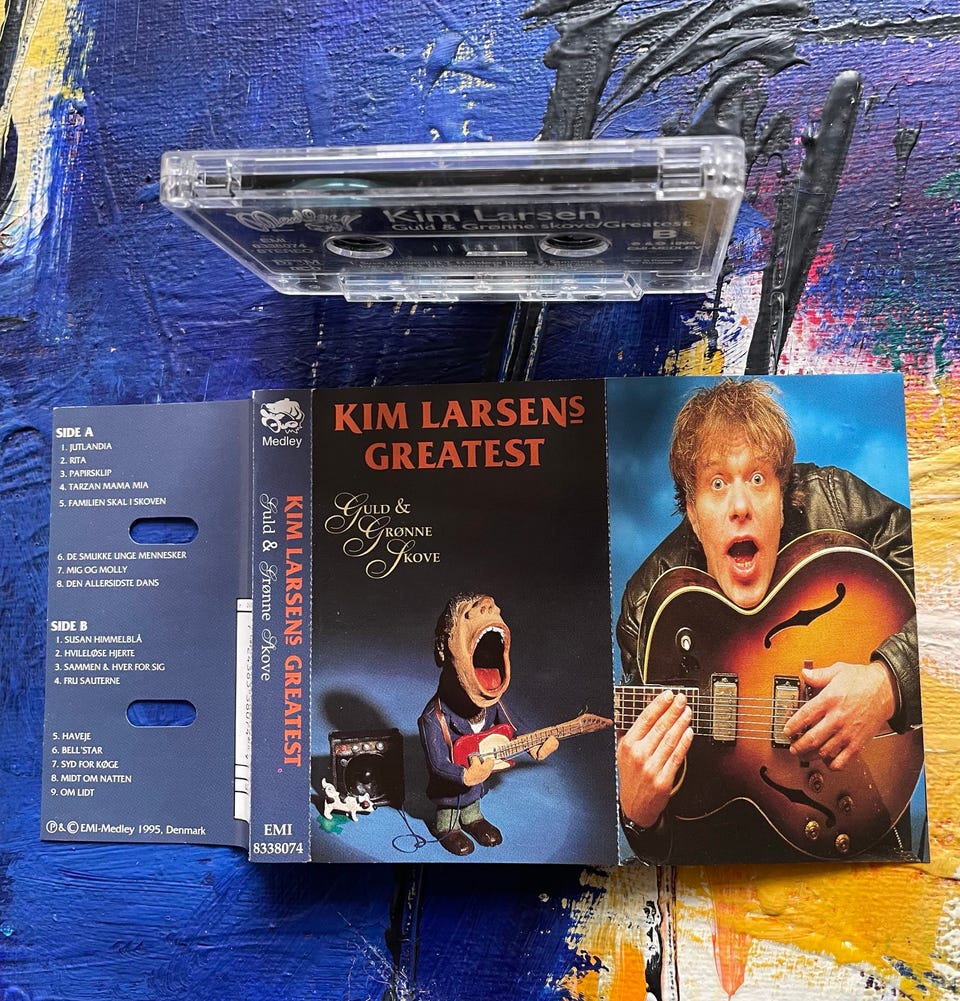 Medley
Kim Larsen
Guld & Grønne skove/Greatest
B
EMI
8338074
STEREO
SIDE A
1. JUTLANDIA
2. RITA
3. PAPIRSKLIP
4. TARZAN MAMA MIA
5. FAMILIEN SKAL I SKOVEN
6. DE SMUKKE UNGE MENNESKER
7. MIG OG MOLLY
8. DEN ALLERSIDSTE DANS
SIDE B
1. SUSAN HIMMELBLÅ
2. HVILELØSE HJERTE
3. SAMMEN & HVER FOR SIG
4. FRU SAUTERNE
5. HAVEJE
6. BELL'STAR
7. SYD FOR KØGE
8. MIDT OM NATTEN
9. OM LIDT
℗ & © EMI-Medley 1995, Denmark
Medley
KIM LARSENS GREATEST
Guld & Grønne Skove
EMI
8338074
KIM LARSENS
GREATEST
GULD &
GRØNNE
SKOVE